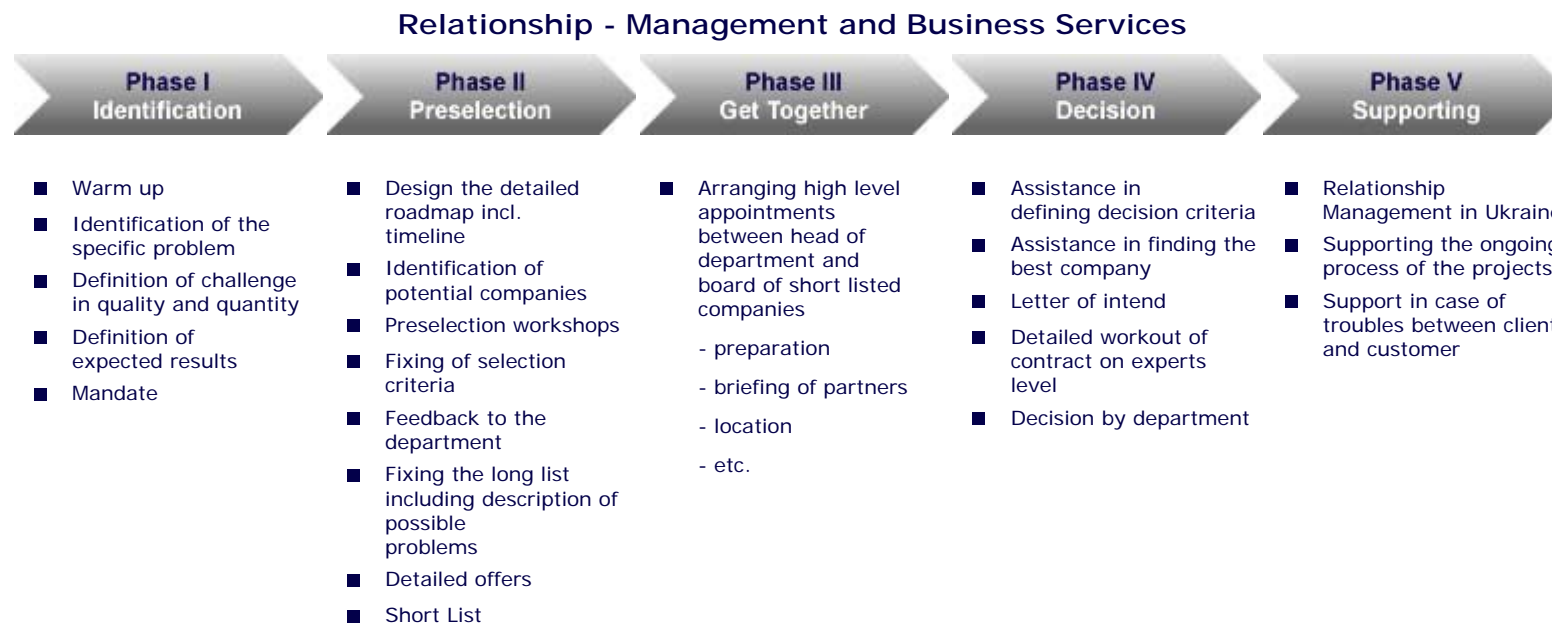 Relationship - Management and Business Services
Phase I
Identification
Warm up
Identification of the
specific problem
Definition of challenge
in quality and quantity
Definition of
expected results
Mandate
Phase II
Preselection
Design the detailed
roadmap incl.
timeline
Identification of
potential companies
Preselection workshops
Fixing of selection
criteria
Feedback to the
department
Fixing the long list
including description of
possible
problems
Detailed offers
Short List
Phase III
Get Together
Arranging high level
appointments
between head of
department and
board of short listed
companies
- preparation
- briefing of partners
- location
- etc.
Phase IV
Decision
Assistance in
defining decision criteria
Assistance in finding the
best company
Letter of intend
Detailed workout of
contract on experts
level
Decision by department
Phase V
Supporting
Relationship
Management in Ukraine
Supporting the ongoing
process of the projects
Support in case of
troubles between client
and customer